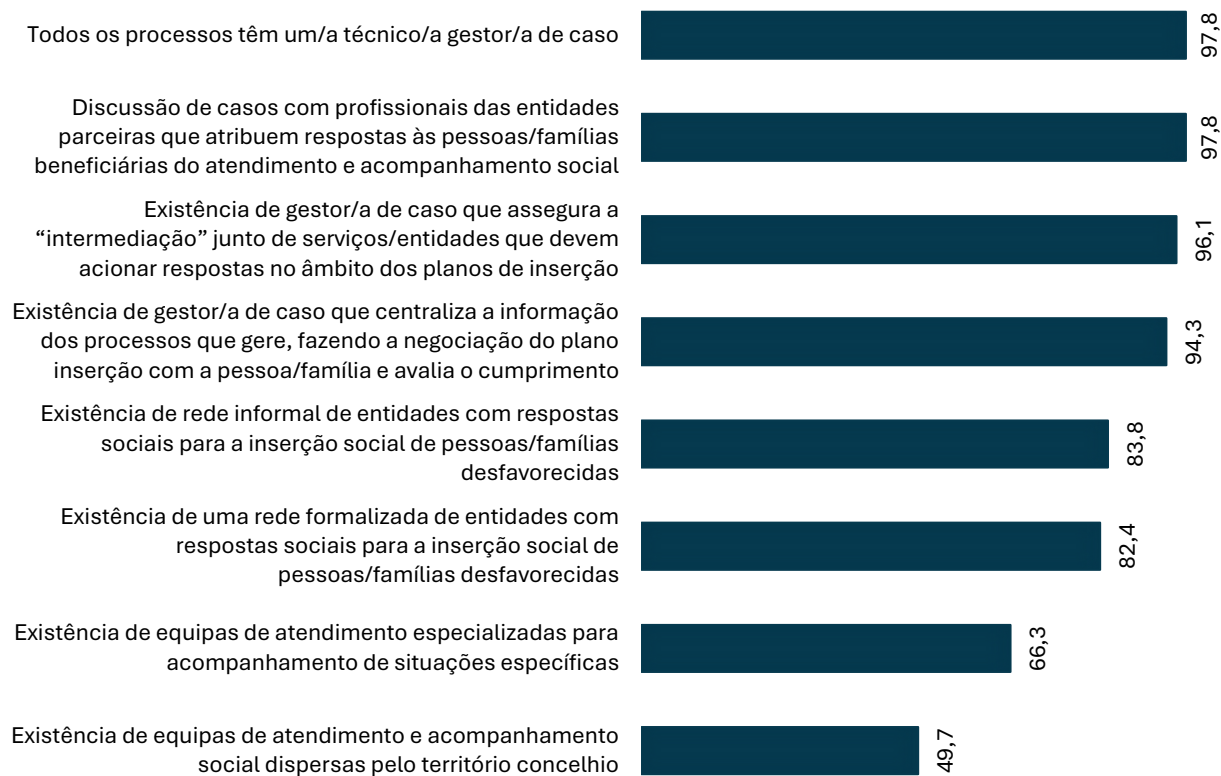 Todos os processos têm um/a técnico/a gestor/a de caso
97,8
Discussão de casos com profissionais das entidades
parceiras que atribuem respostas às pessoas/famílias
beneficiárias do atendimento e acompanhamento social
97,8
Existência de gestor/a de caso que assegura a
“intermediação” junto de serviços/entidades que devem
acionar respostas no âmbito dos planos de inserção
96,1
Existência de gestor/a de caso que centraliza a informação
dos processos que gere, fazendo a negociação do plano
inserção com a pessoa/família e avalia o cumprimento
94,3
Existência de rede informal de entidades com respostas
sociais para a inserção social de pessoas/famílias
desfavorecidas
83,8
Existência de uma rede formalizada de entidades com
respostas sociais para a inserção social de
pessoas/famílias desfavorecidas
82,4
Existência de equipas de atendimento especializadas para
acompanhamento de situações específicas
66,3
Existência de equipas de atendimento e acompanhamento
social dispersas pelo território concelhio
49,7